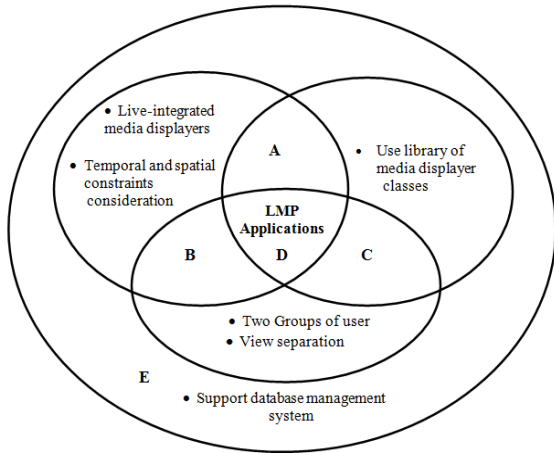 • Live-integrated
media displayers
• Temporal and spatial
constraints
consideration
A
• Use library of
media displayer
classes
LMP
Applications
B
D
C
• Two Groups of user
• View separation
E
• Support database management
system